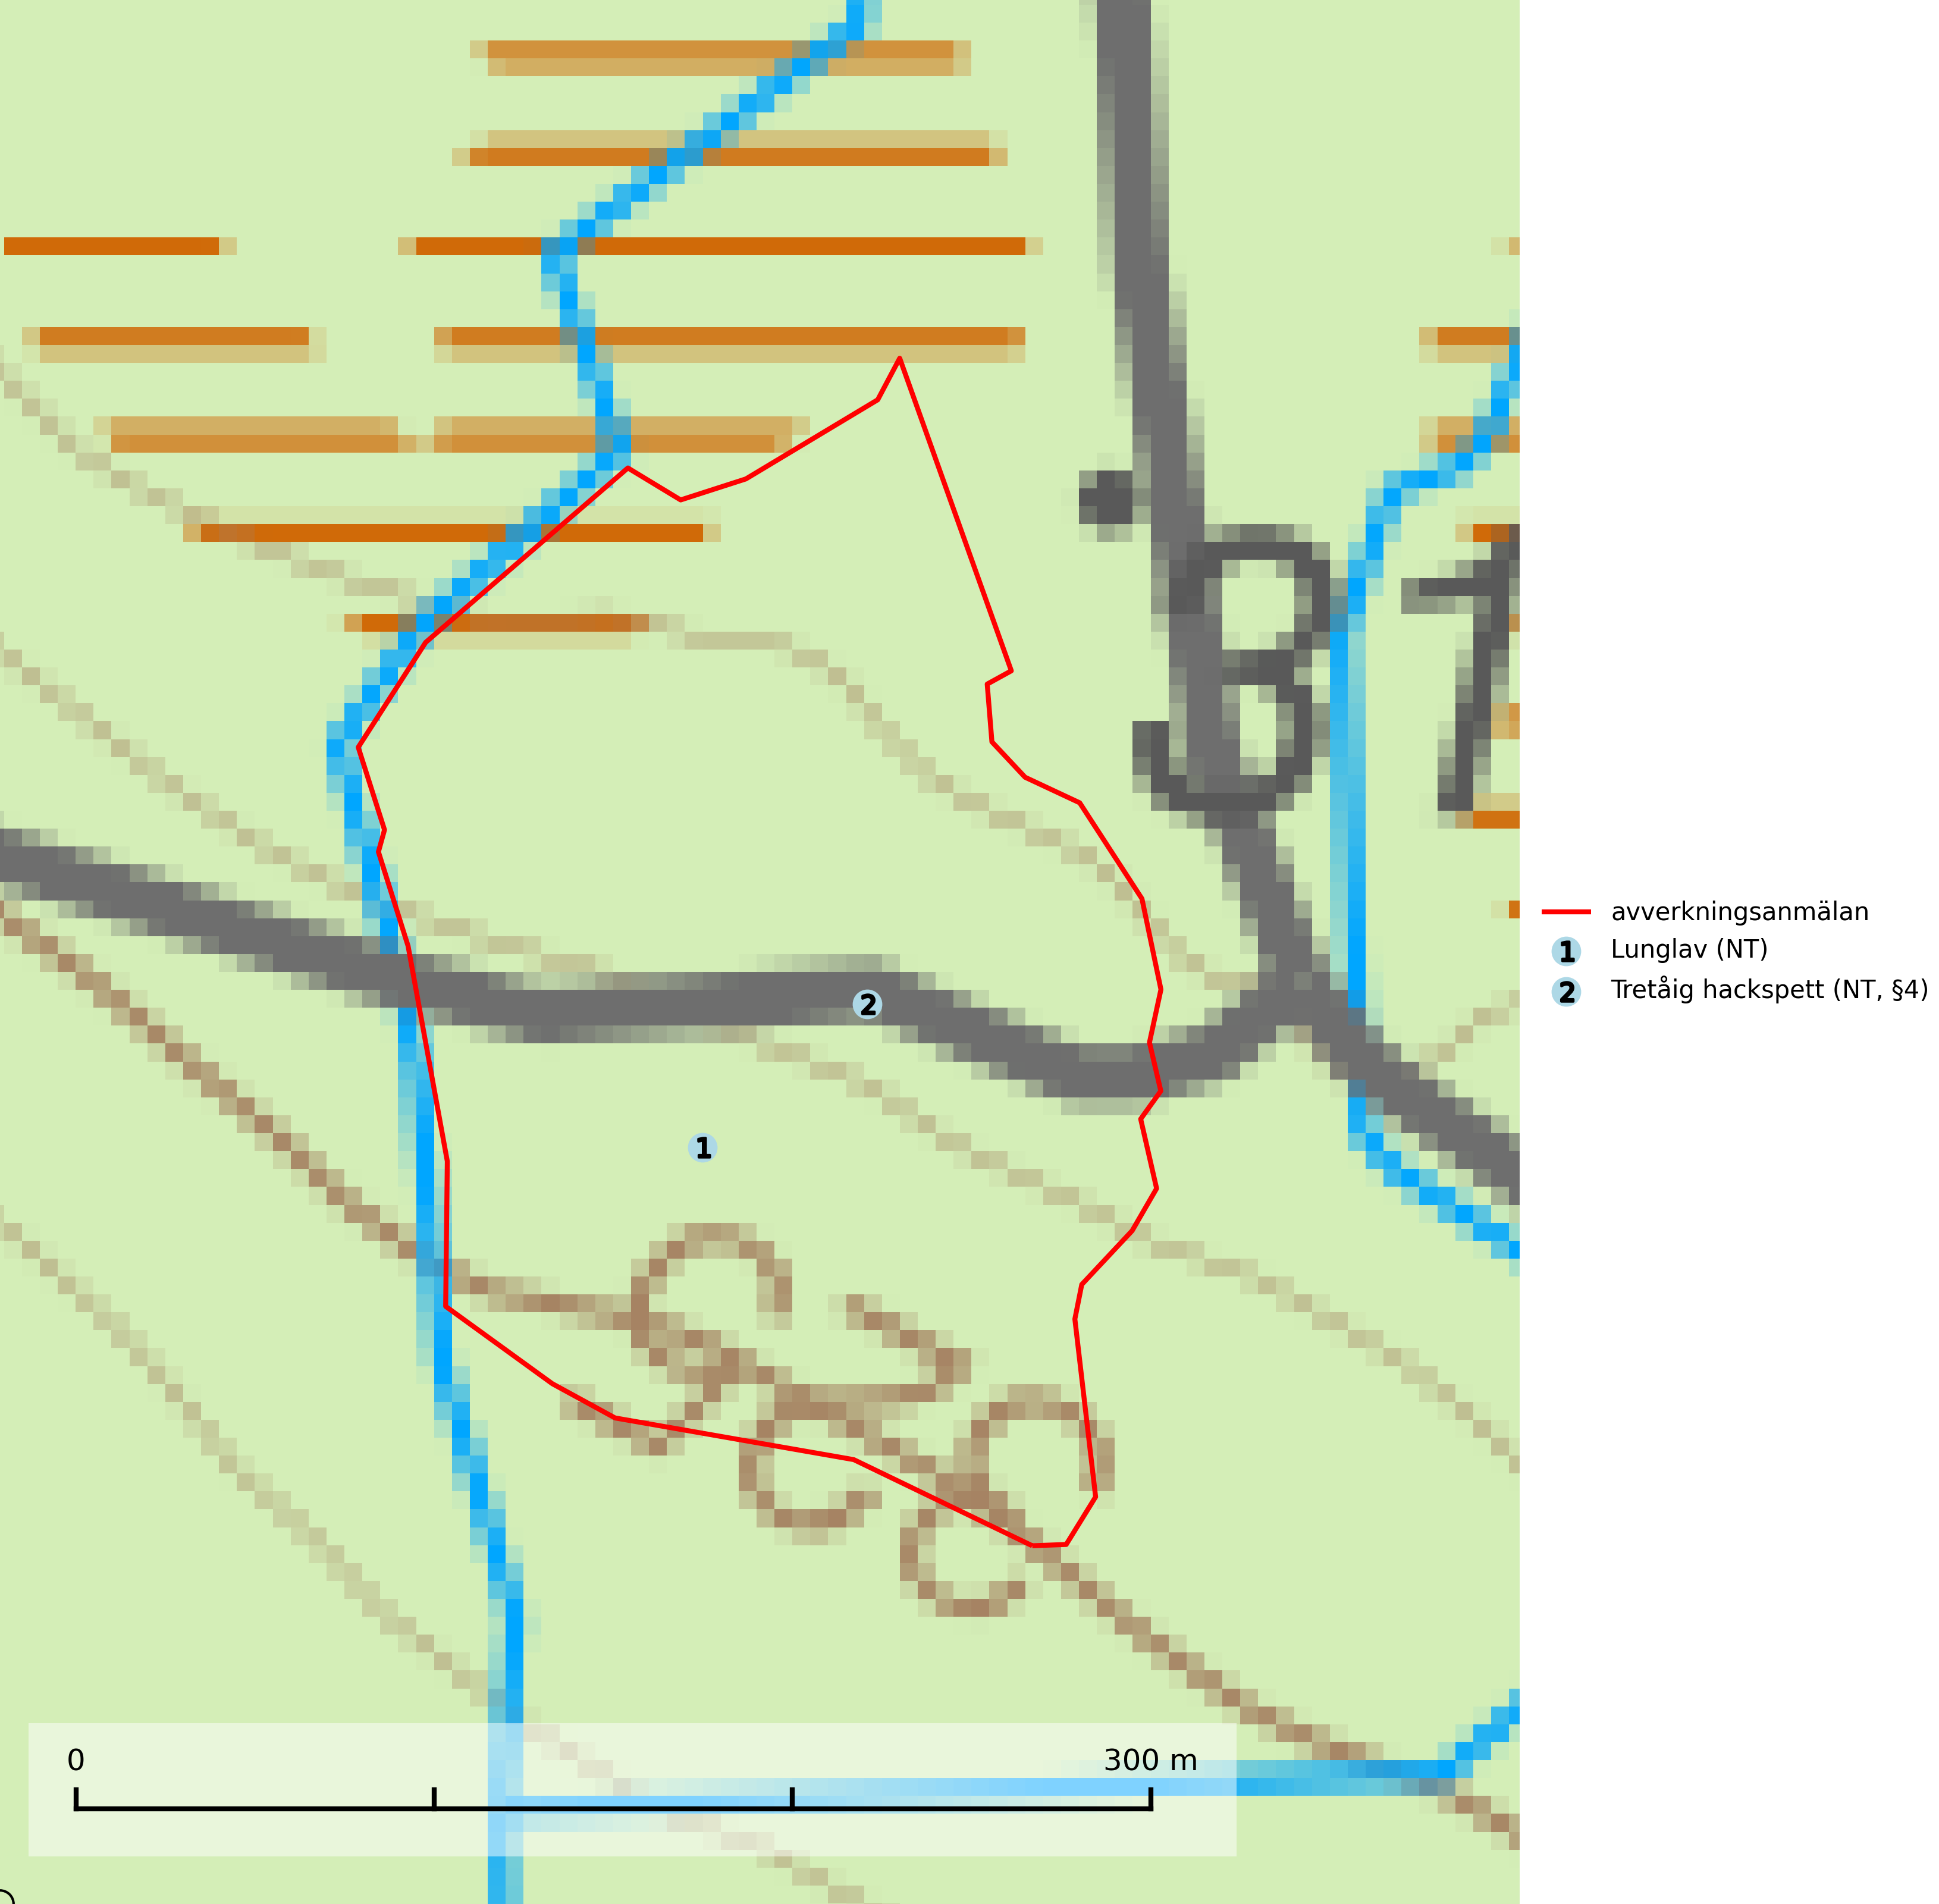 2
1
0 300 m
avverkningsanmälan
1 Lunglav (NT)
2 Tretåig hackspett (NT, §4)